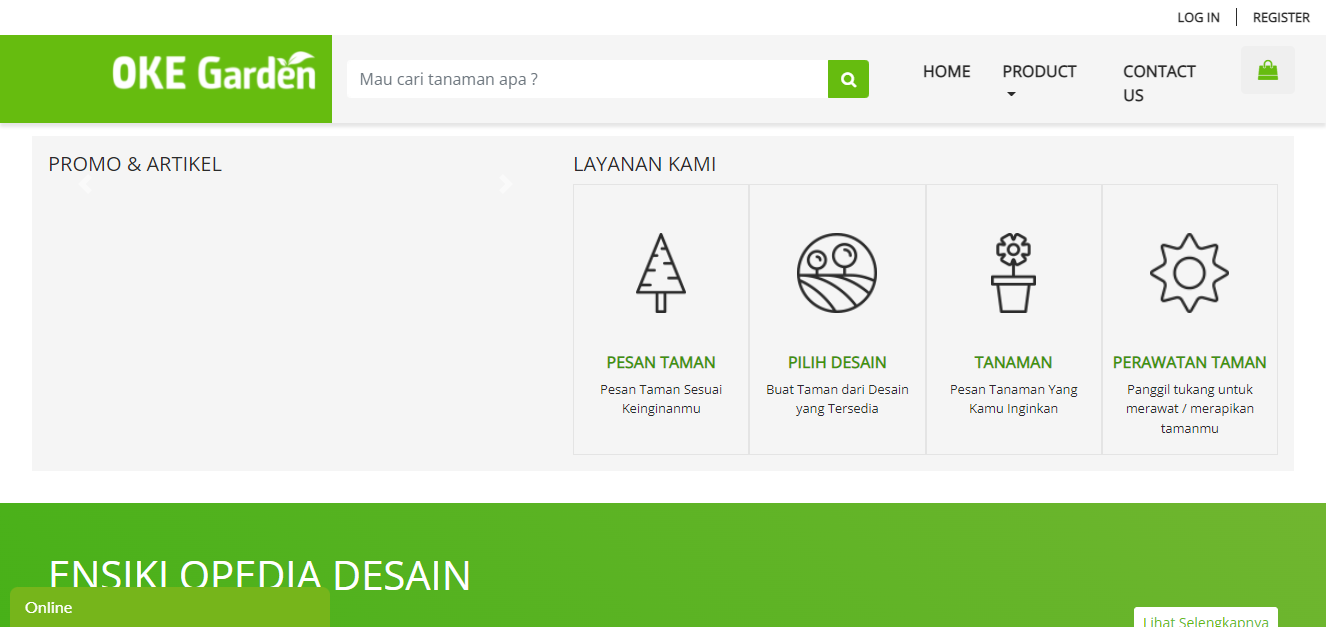 LOG IN
REGISTER
OKE Garden
Mau cari tanaman apa ?
HOME
PRODUCT
CONTACT
US
PROMO & ARTIKEL
LAYANAN KAMI
PESAN TAMAN
Pesan Taman Sesuai
Keinginanmu
PILIH DESAIN
Buat Taman dari Desain
yang Tersedia
TANAMAN
Pesan Tanaman Yang
Kamu Inginkan
PERAWATAN TAMAN
Panggil tukang untuk
merawat / merapikan
tamanmu
ENSIKLOPEDIA DESAIN
Online
Lihat Selengkapnya